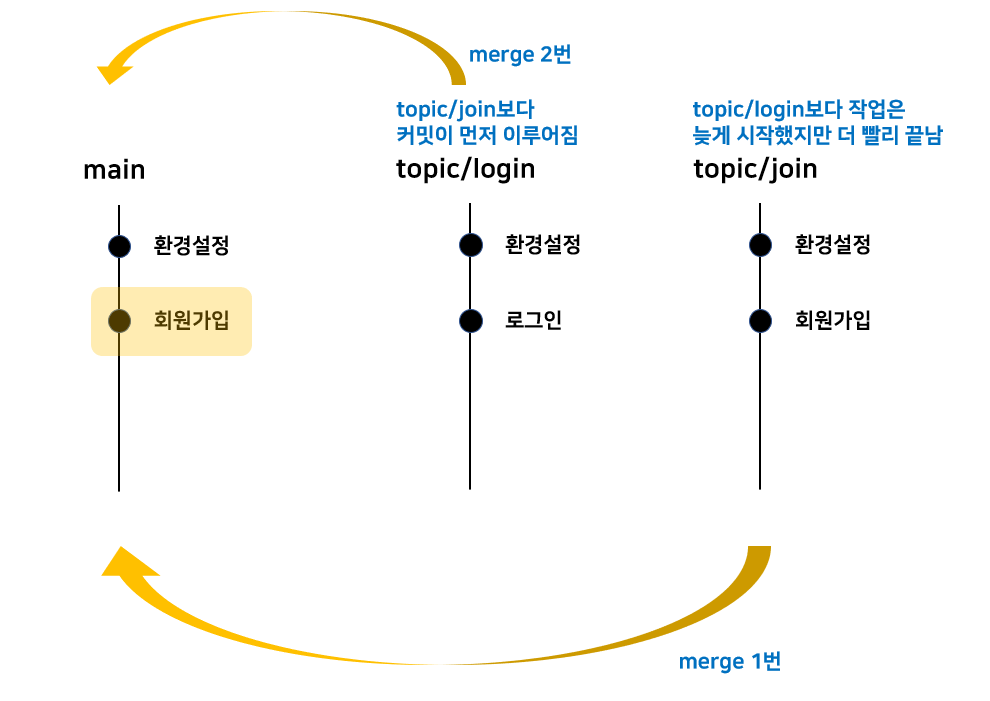 merge 2번
topic/join보다
커밋이 먼저 이루어짐
topic/login보다 작업은
늦게 시작했지만 더 빨리 끝남
main
topic/login
topic/join
환경설정
환경설정
환경설정
회원가입
로그인
회원가입
merge 1번